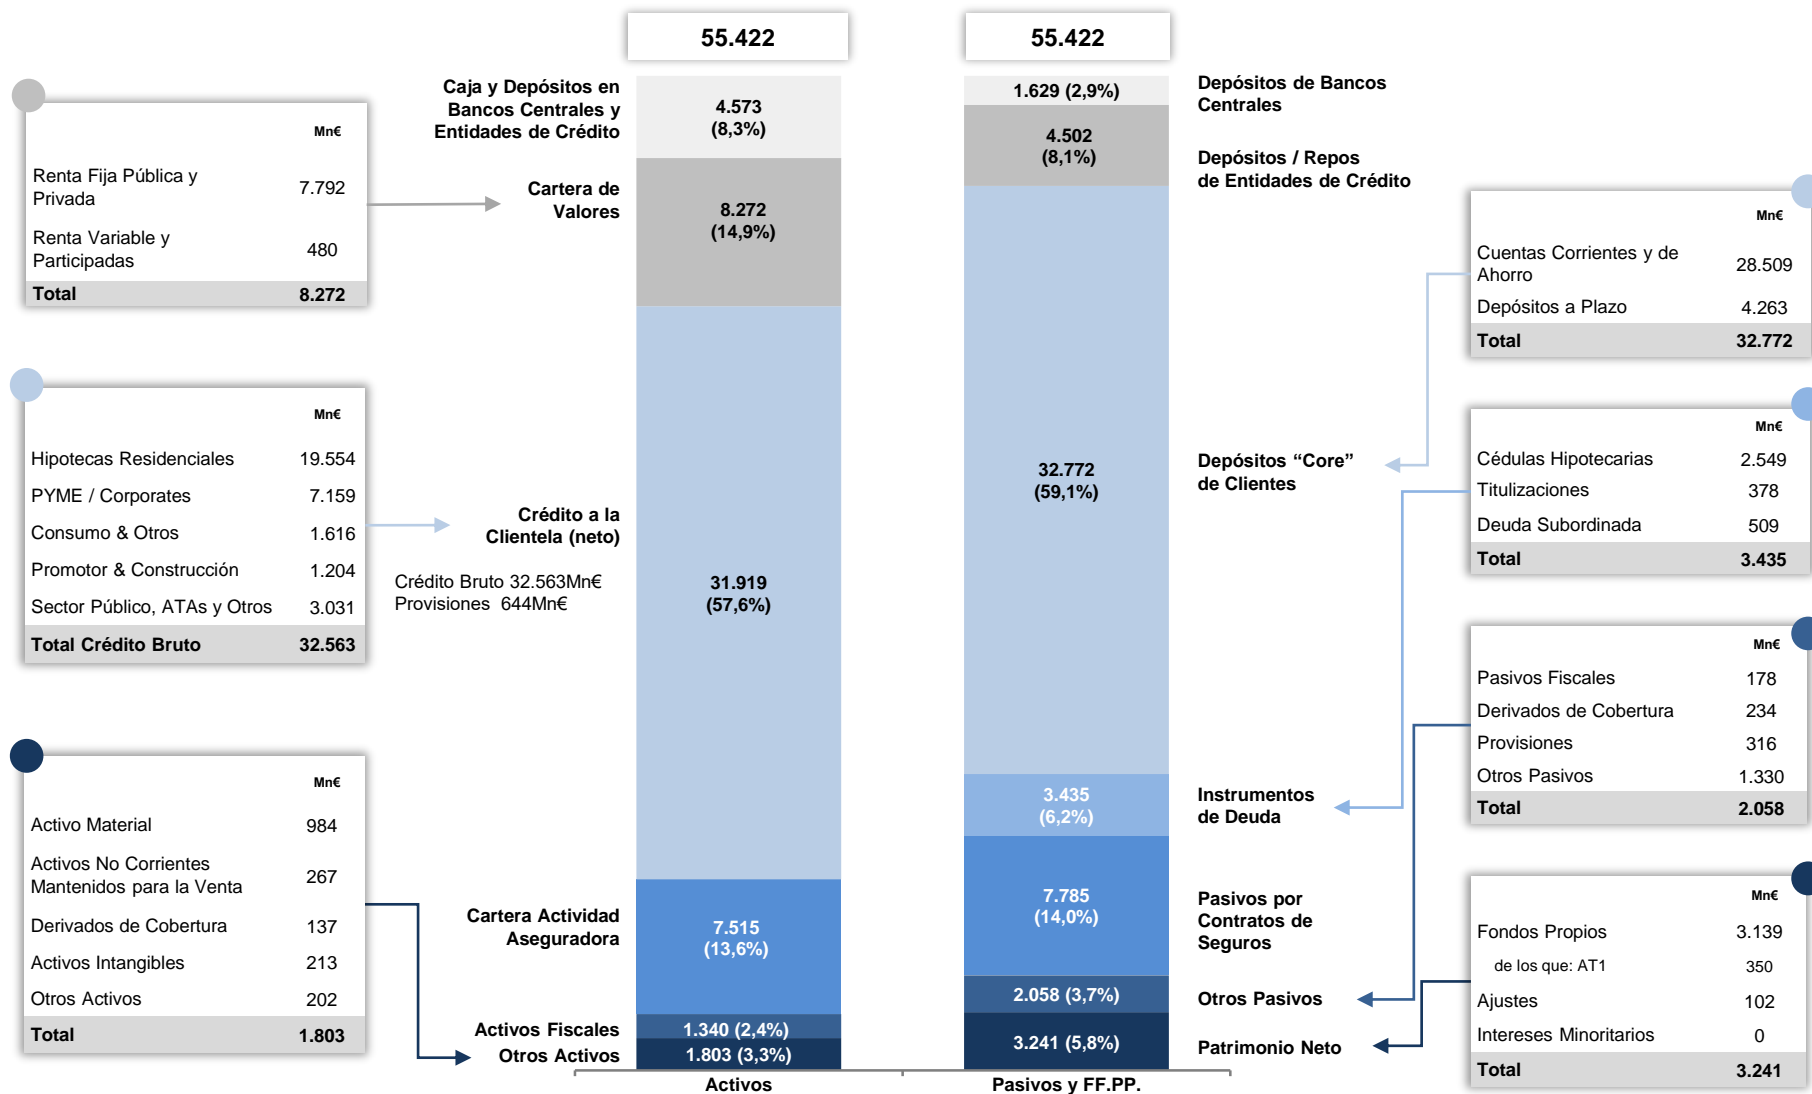 55.422
55.422
Mn€
Renta Fija Pública y
Privada
7.792
Renta Variable y
Participadas
480
Total 8.272
Mn€
Hipotecas Residenciales 19.554
PYME / Corporates 7.159
Consumo & Otros 1.616
Promotor & Construcción 1.204
Sector Público, ATAs y Otros 3.031
Total Crédito Bruto 32.563
Mn€
Activo Material 984
Activos No Corrientes
Mantenidos para la Venta
267
Derivados de Cobertura 137
Activos Intangibles 213
Otros Activos 202
Total 1.803
Caja y Depósitos en
Bancos Centrales y
Entidades de Crédito
Cartera de
Valores
Crédito a la
Clientela (neto)
Crédito Bruto 32.563Mn€
Provisiones 644Mn€
Cartera Actividad
Aseguradora
Activos Fiscales
Otros Activos
4.573
(8,3%)
8.272
(14,9%)
31.919
(57,6%)
7.515
(13,6%)
1.340 (2,4%)
1.803 (3,3%)
Activos
1.629 (2,9%)
4.502
(8,1%)
32.772
(59,1%)
3.435
(6,2%)
7.785
(14,0%)
2.058 (3,7%)
3.241 (5,8%)
Pasivos y FF.PP.
Depósitos de Bancos
Centrales
Depósitos / Repos
de Entidades de Crédito
Depósitos “Core”
de Clientes
Instrumentos
de Deuda
Pasivos por
Contratos de
Seguros
Otros Pasivos
Patrimonio Neto
Mn€
Cuentas Corrientes y de
Ahorro
28.509
Depósitos a Plazo 4.263
Total 32.772
Mn€
Cédulas Hipotecarias 2.549
Titulizaciones 378
Deuda Subordinada 509
Total 3.435
Mn€
Pasivos Fiscales 178
Derivados de Cobertura 234
Provisiones 316
Otros Pasivos 1.330
Total 2.058
Mn€
Fondos Propios 3.139
de los que: AT1 350
Ajustes 102
Intereses Minoritarios 0
Total 3.241